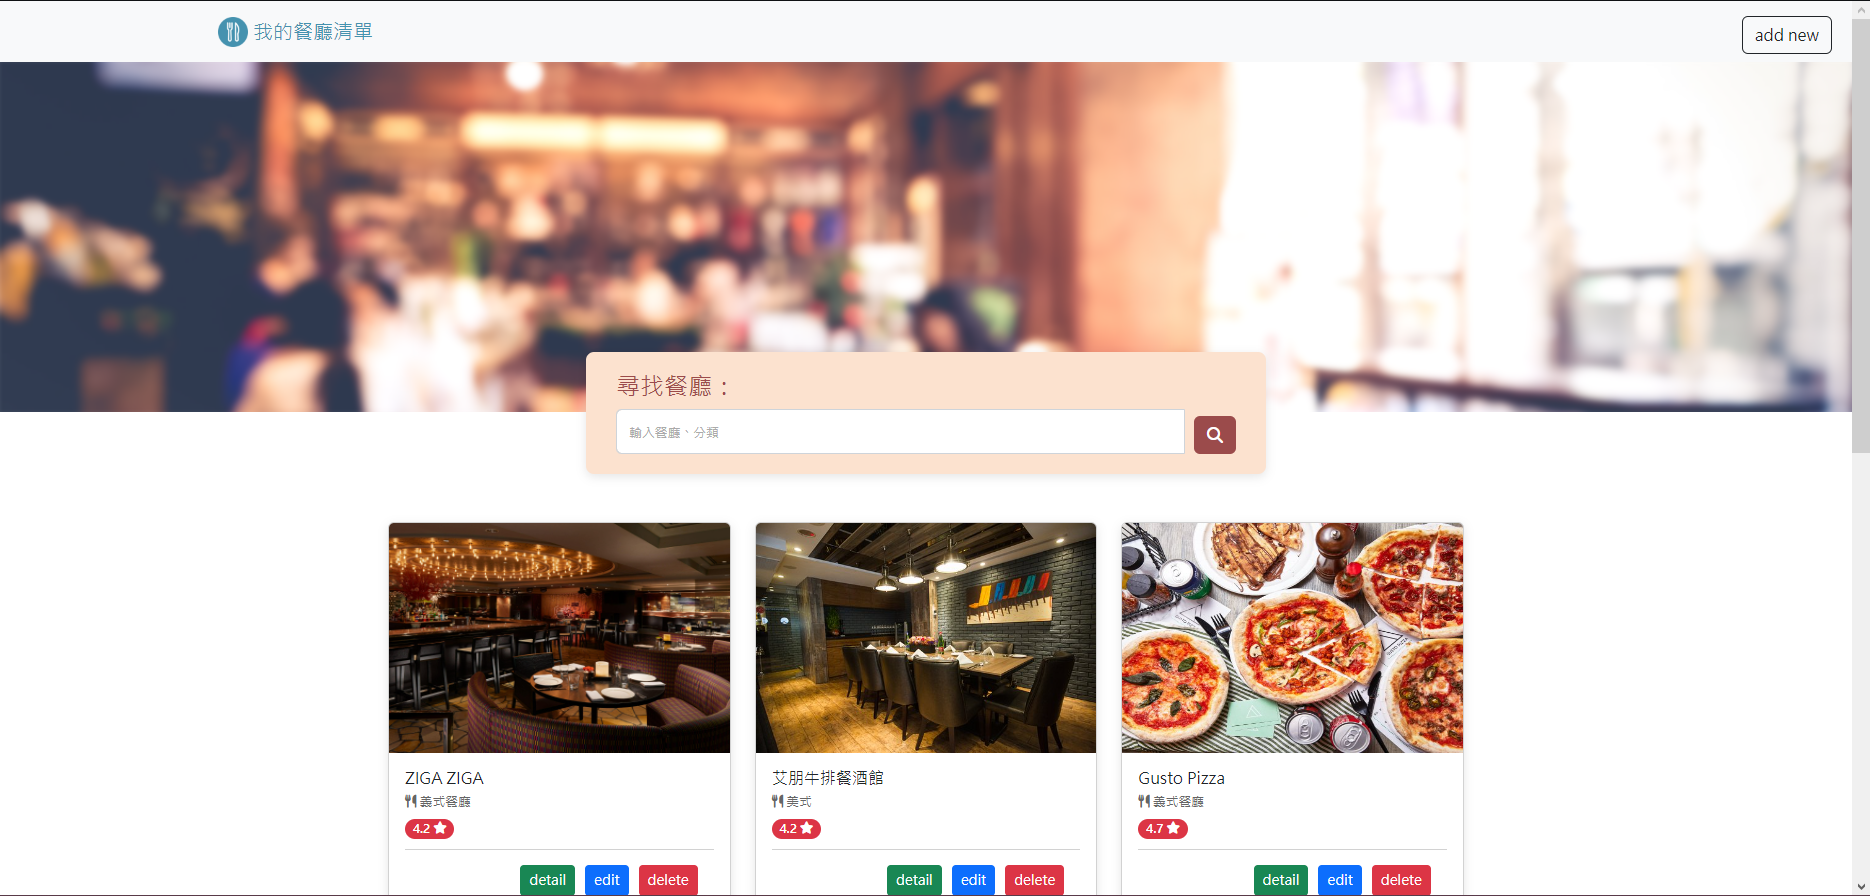 我的餐廳清單
add new
尋找餐廳：
輸入餐廳、分類
ZIGA ZIGA
義式餐廳
4.2
detail edit delete
艾朋牛排餐酒館
美式
4.2
detail edit delete
Gusto Pizza
義式餐廳
4.7
detail edit delete